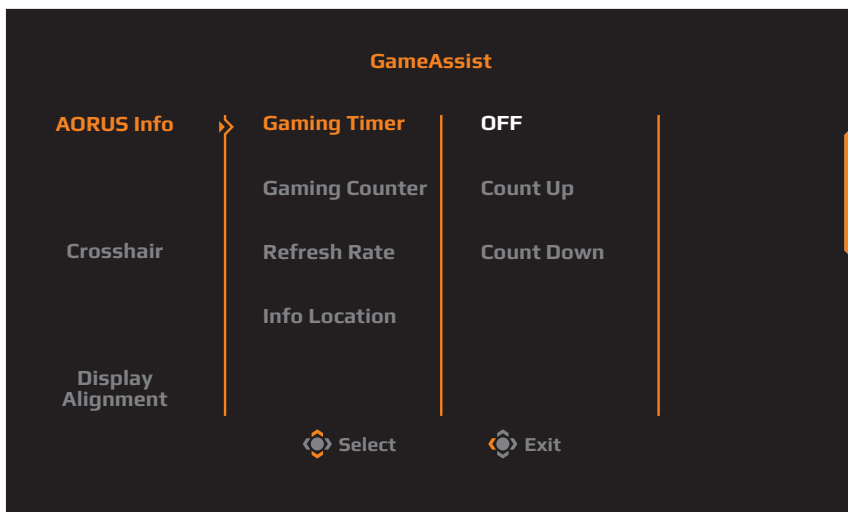 GameAssist
AORUS Info
Gaming Timer
OFF
Gaming Counter
Count Up
Crosshair
Refresh Rate
Count Down
Info Location
Display
Alignment
Select
Exit